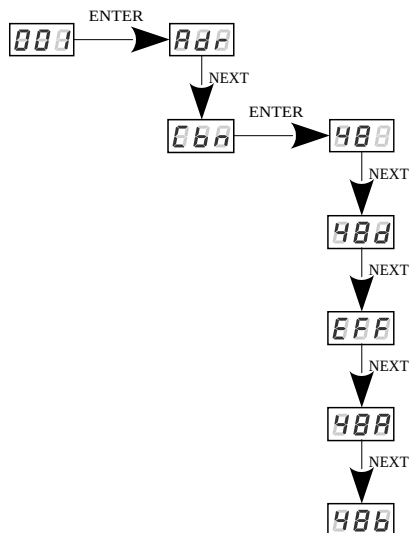 ENTER
001
Adr
NEXT
Cbn
ENTER
48
NEXT
48d
NEXT
EFF
NEXT
48A
NEXT
48b